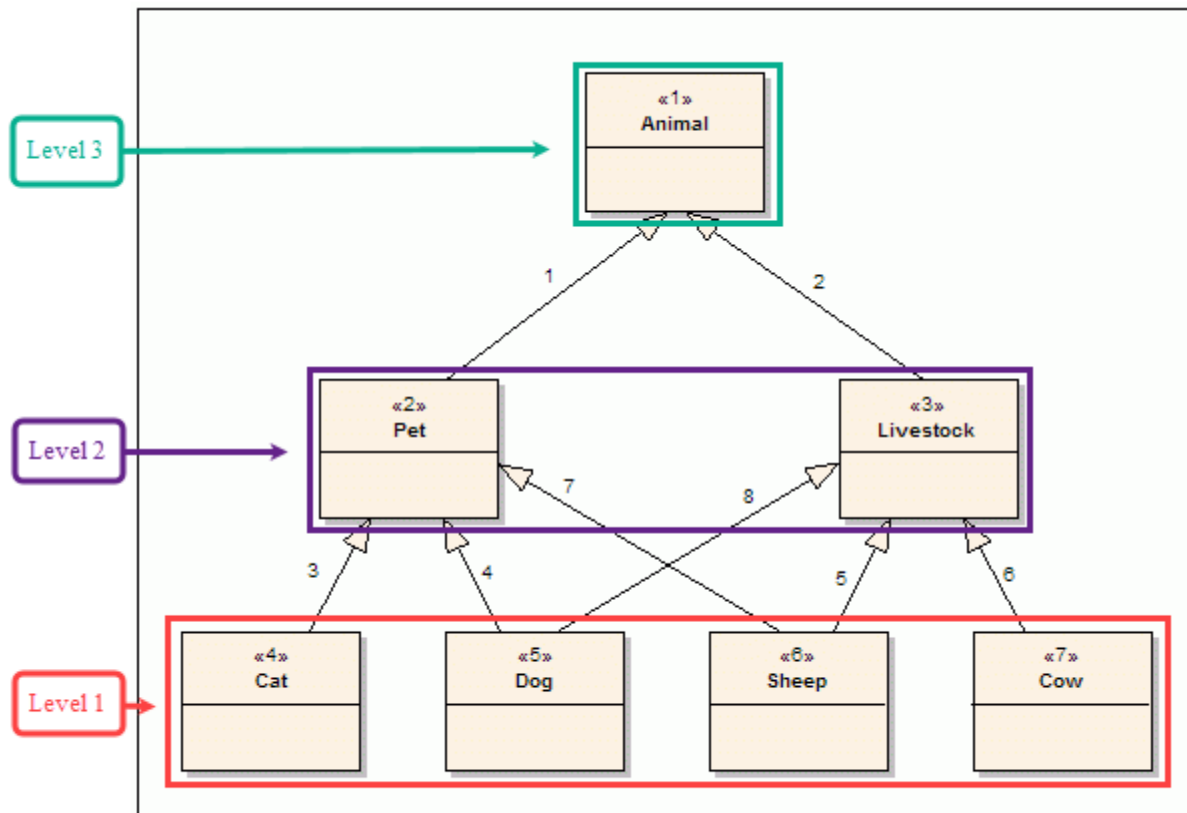 «1»
Animal
Level 3
1
2
«2»
Pet
«3»
Livestock
Level 2
7
8
3
4
5
6
«4»
Cat
«5»
Dog
«6»
Sheep
«7»
Cow
Level 1